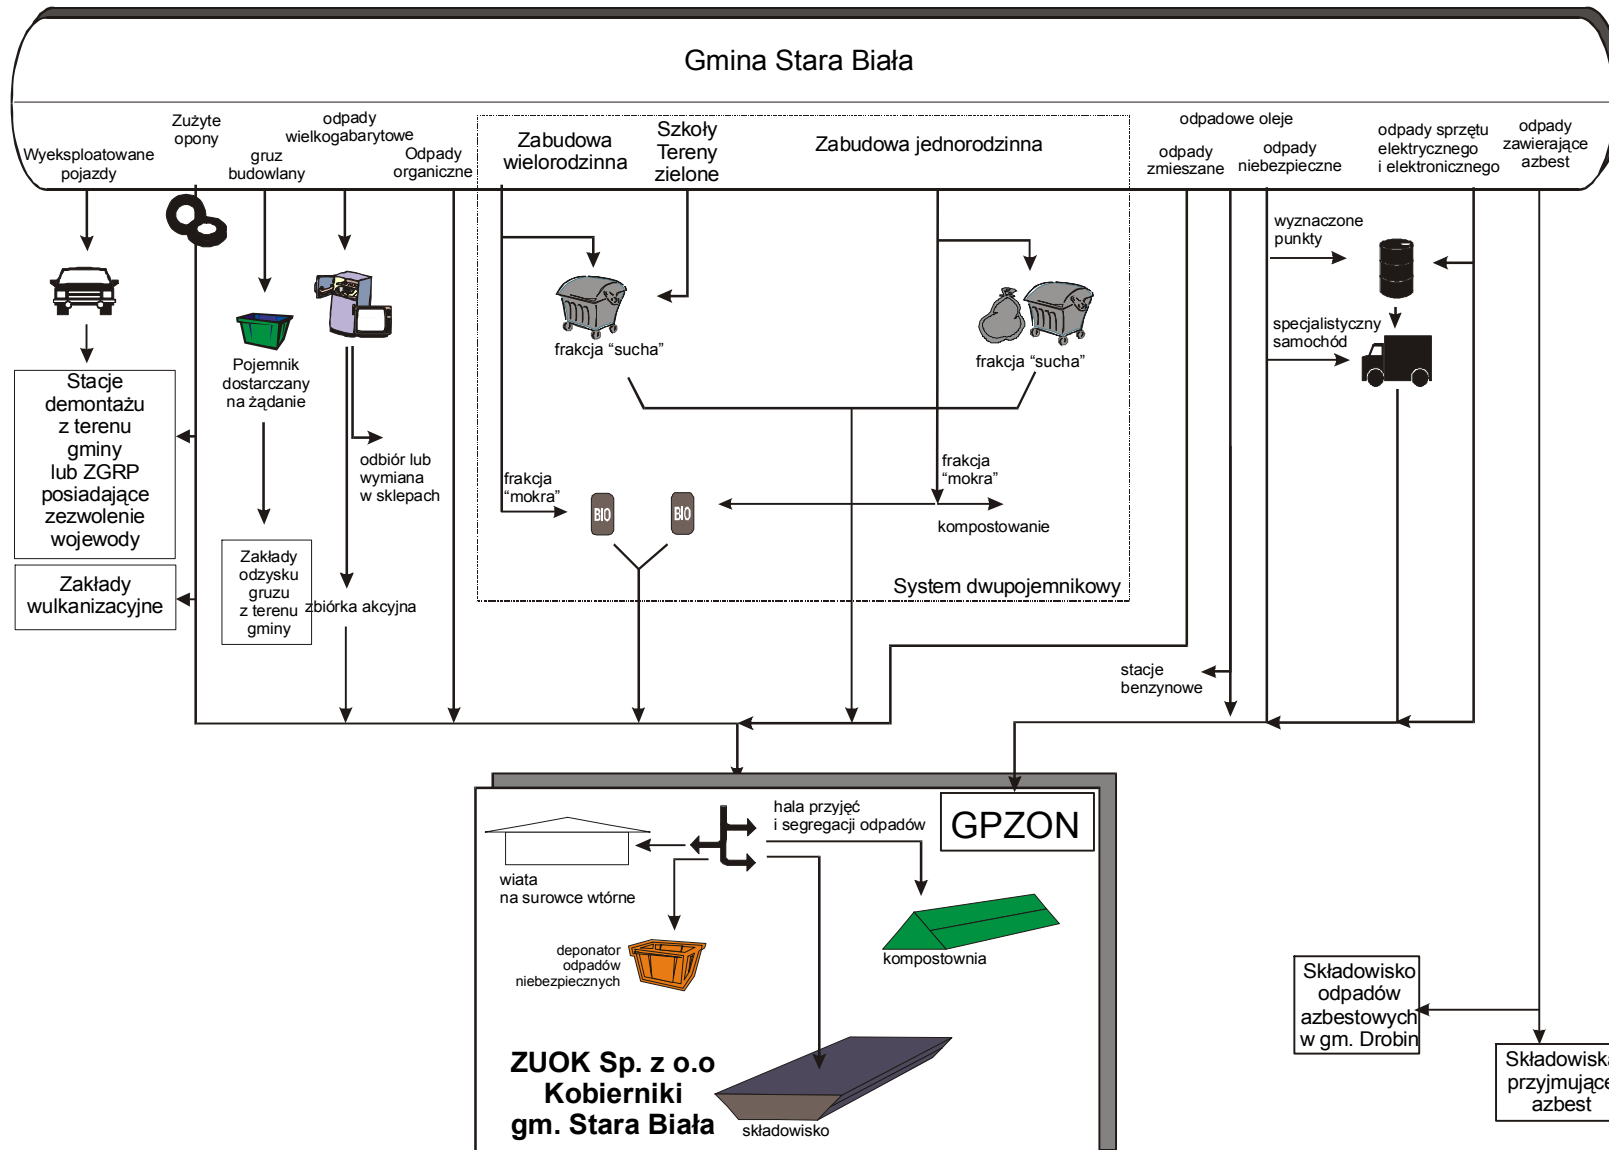 Gmina Stara Biała
Wyeksploatowane
pojazdy
Zużyte
opony
gruz
budowlany
odpady
wielkogabarytowe
Odpady
organiczne
Zabudowa
wielorodzinna
Szkoły
Tereny
zielone
Zabudowa jednorodzinna
odpadowe oleje
odpady
zmieszane
odpady
niebezpieczne
odpady sprzętu
elektrycznego
i elektronicznego
odpady
zawierające
azbest
wyznaczone
punkty
specjalistyczny
samochód
frakcja “sucha”
frakcja “sucha”
Pojemnik
dostarczany
na żądanie
Stacje
demontażu
z terenu
gminy
lub ZGRP
posiadające
zezwolenie
wojewody
odbiór lub
wymiana
w sklepach
frakcja
“mokra”
BIO
BIO
frakcja
“mokra”
kompostowanie
Zakłady
wulkanizacyjne
Zakłady
odzysku
gruzu
z terenu
gminy
zbiórka akcyjna
System dwupojemnikowy
stacje
benzynowe
hala przyjęć
i segregacji odpadów
GPZON
wiata
na surowce wtórne
deponator
odpadów
niebezpiecznych
kompostownia
Składowisko
odpadów
azbestowych
w gm. Drobin
Składowiska
przyjmujące
azbest
ZUOK Sp. z o.o
Kobierniki
gm. Stara Biała
składowisko